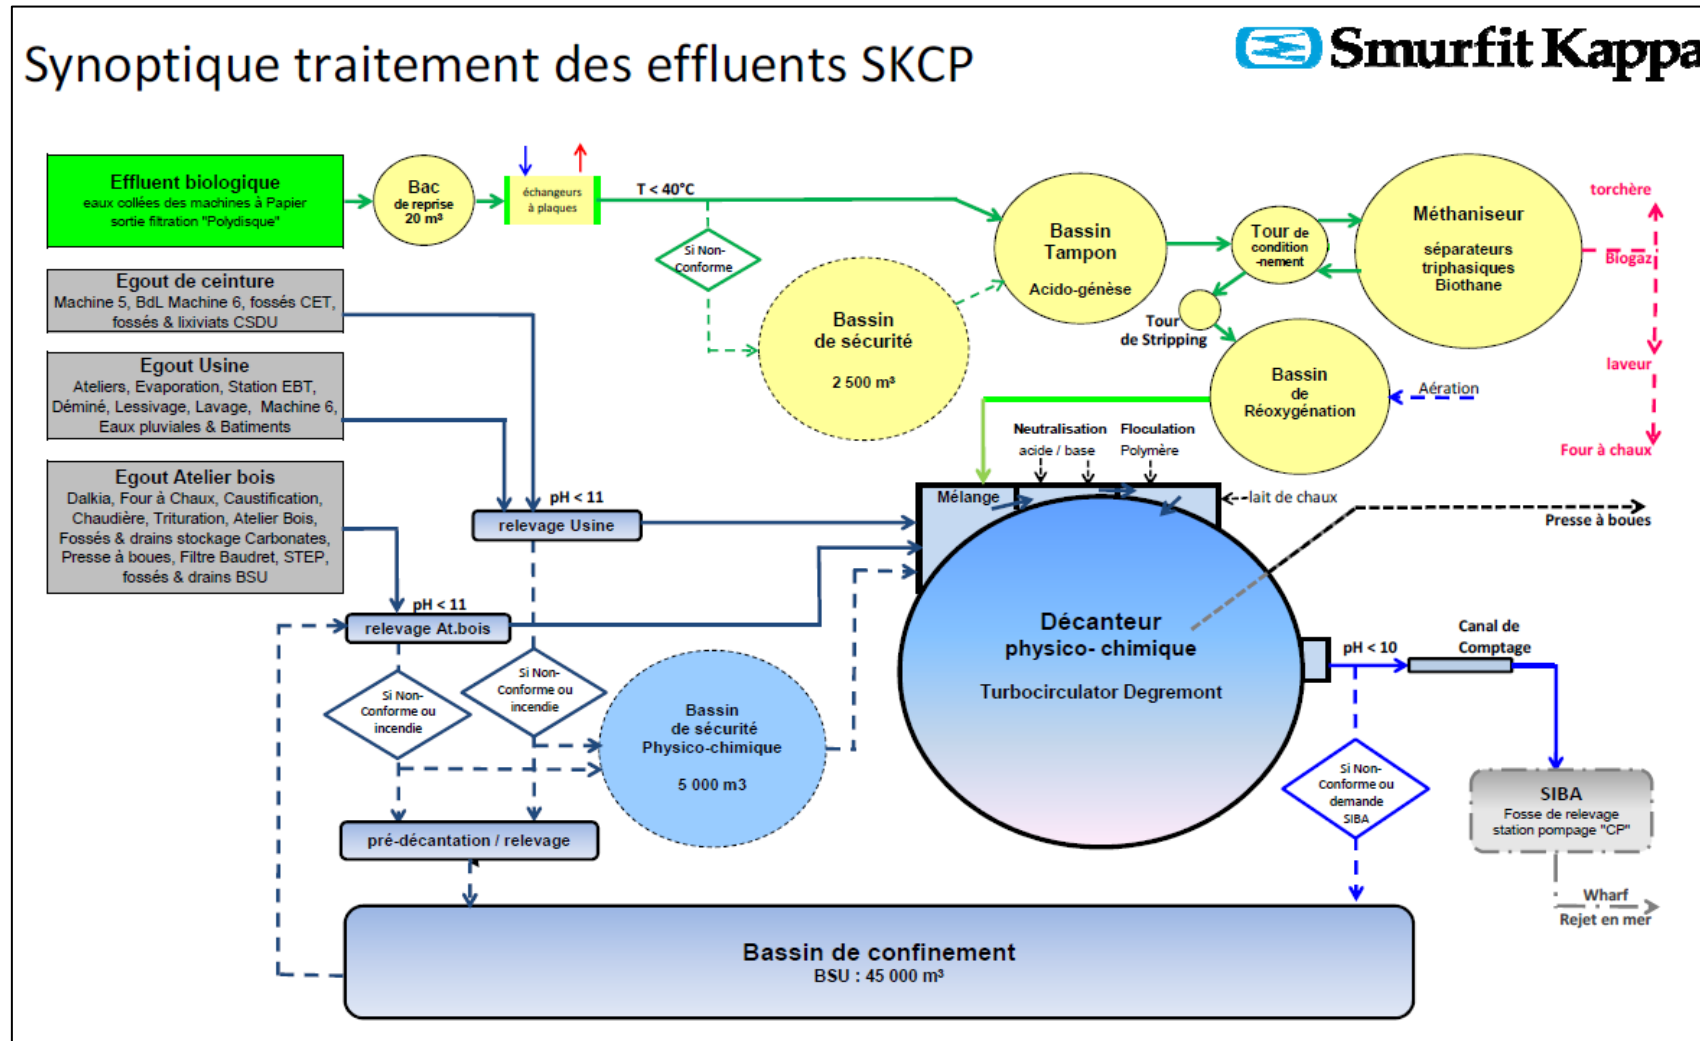 Synoptique traitement des effluents SKCP
Smurfit Kappa
Effluent biologique
eaux collées des machines à Papier
sortie filtration "Polydisque"
Bac
de reprise
20 m³
échangeurs
à plaques
T < 40°C
Si Non-
Conforme
Bassin
de sécurité
2 500 m³
Bassin
Tampon
Acido-génèse
Tour de
condition
-nement
Tour
de Stripping
Méthaniseur
séparateurs
triphasiques
Biothane
torchère
Biogaz
laveur
Four à chaux
Bassin
de
Réoxygénation
Aération
Egout de ceinture
Machine 5, BdL Machine 6, fossés CET,
fossés & lixiviats CSDU
Egout Usine
Ateliers, Evaporation, Station EBT,
Déminé, Lessivage, Lavage, Machine 6,
Eaux pluviales & Batiments
Egout Atelier bois
Dalkia, Four à Chaux, Caustification,
Chaudière, Trituration, Atelier Bois,
Fossés & drains stockage Carbonates,
Presse à boues, Filtre Baudret, STEP,
fossés & drains BSU
pH < 11
relevage Usine
pH < 11
relevage At.bois
Si Non-
Conforme ou
incendie
Si Non-
Conforme ou
incendie
Bassin
de sécurité
Physico-chimique
5 000 m3
pré-décantation / relevage
Neutralisation
acide / base
Floculation
Polymère
Mélange
lait de chaux
Presse à boues
Décanteur
physico- chimique
Turbocirculator Degremont
pH < 10
Canal de
Comptage
Si Non-
Conforme ou
demande
SIBA
SIBA
Fosse de relevage
station pompage "CP"
Wharf
Rejet en mer
Bassin de confinement
BSU : 45 000 m³